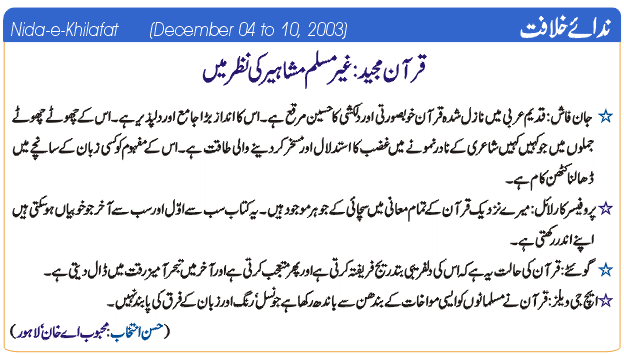 Nida-e-Khilafat (December 04 to 10, 2003) ندائے خلافت
قرآن مجید: غیر مسلم مشاہیر کی نظر میں
☆ جان فاش: قدیم عربی میں نازل شدہ قرآن خوبصورتی اور دلکشی کا حسین مرقع ہے۔ اس کا انداز بڑا جامع اور دلپذیر ہے۔ اس کے چھوٹے چھوٹے
جملوں میں جو کہیں کہیں شاعری کے نادر نمونے میں غضب کا استدلال اور مسخر کر دینے والی طاقت ہے۔ اس کے مفہوم کو کسی زبان کے سانچے میں
ڈھالنا کٹھن کام ہے۔
☆ پروفیسر کارلائل: میرے نزدیک قرآن کے تمام معانی میں سچائی کے جوہر موجود ہیں۔ یہ کتاب سب سے اول اور سب سے آخر جو خوبیاں ہو سکتی ہیں
اپنے اندر رکھتی ہے۔
☆ گوئٹے: قرآن کی حالت یہ ہے کہ اس کی دلفریبی بتدریج فریفتہ کرتی ہے اور پھر متعجب کرتی ہے اور آخر میں تحیر آمیز رقت میں ڈال دیتی ہے۔
☆ ایچ جی ویلز: قرآن نے مسلمانوں کو ایسی مواخات کے بندھن سے باندھ رکھا ہے جو نسل، رنگ اور زبان کے فرق کی پابند نہیں۔
(حسن انتخاب: محبوب اے خان، لاہور)